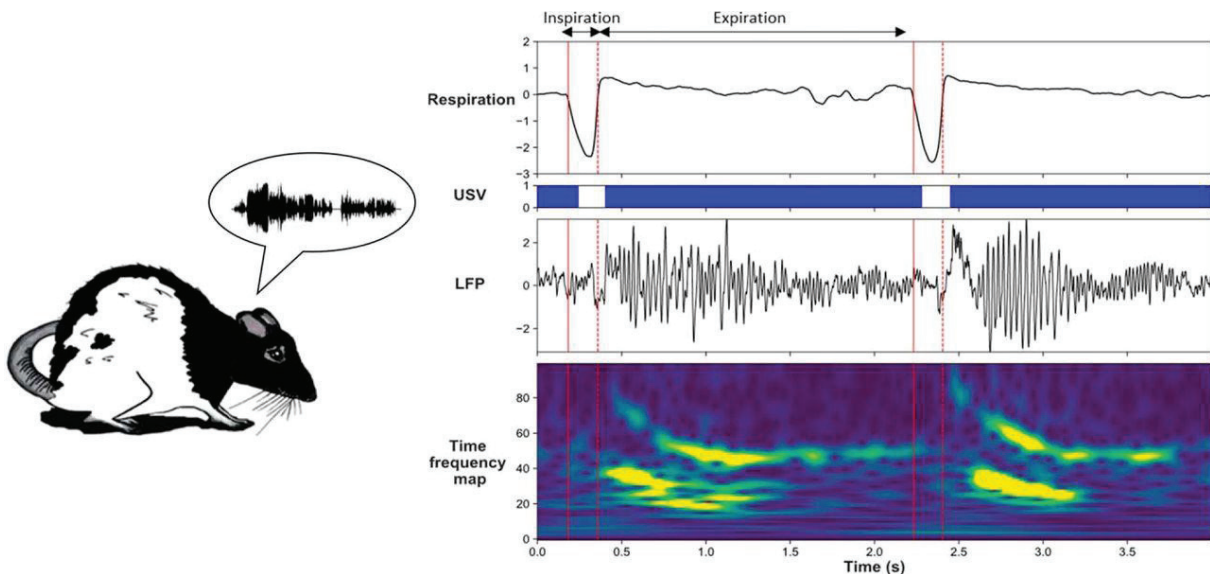 Inspiration Expiration
Respiration
2
1
0
−1
−2
−3
USV
1
0
LFP
2
0
−2
Time
frequency
map
80
60
40
20
0
0.0 0.5 1.0 1.5 2.0 2.5 3.0 3.5
Time (s)